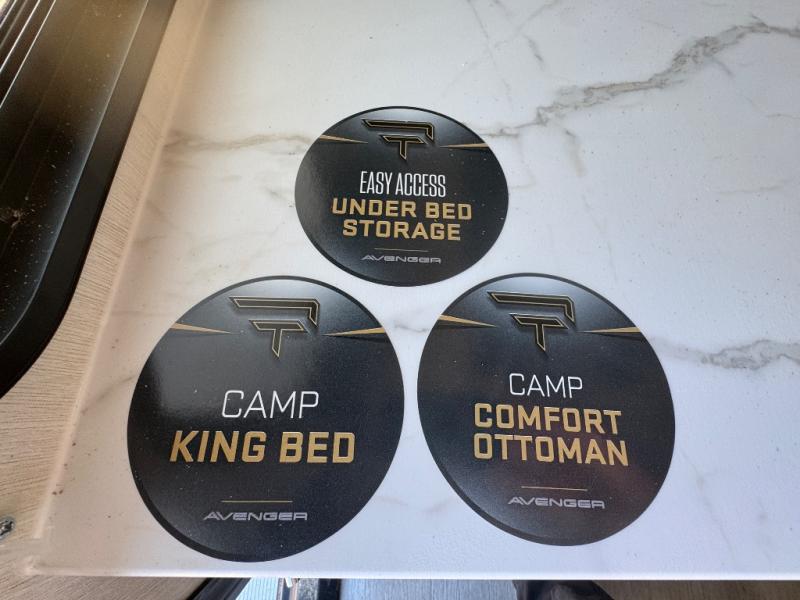 EASY ACCESS
UNDER BED
STORAGE
AVENGER
CAMP
KING BED
AVENGER
CAMP
COMFORT
OTTOMAN
AVENGER